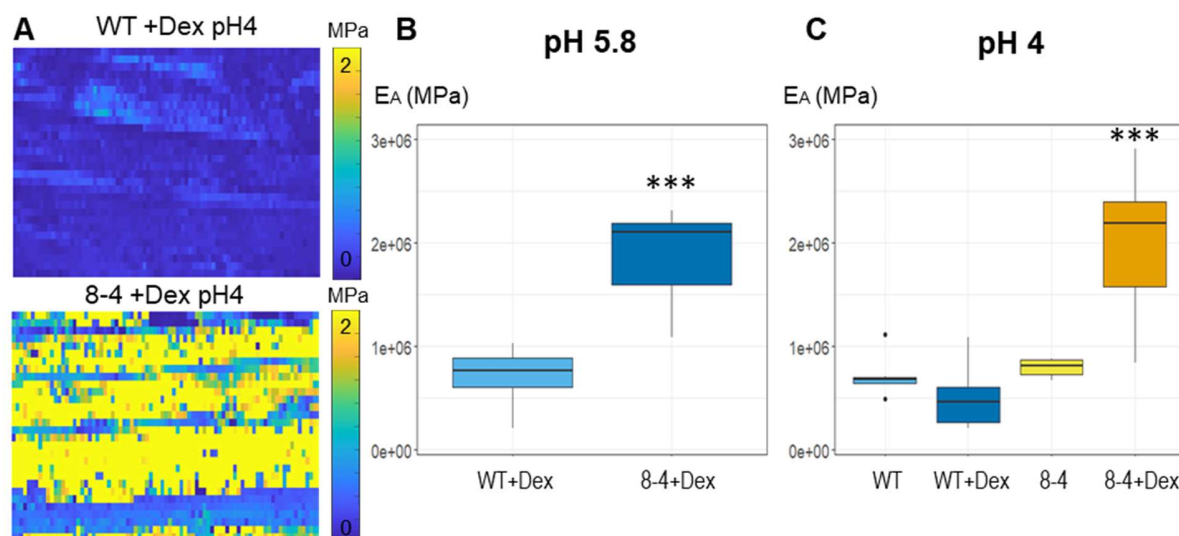 A
WT +Dex pH4
MPa
2
0
8-4 +Dex pH4
MPa
2
0
B
pH 5.8
EA (MPa)
3e+06
2e+06
1e+06
0e+00
***
WT+Dex
8-4+Dex
C
pH 4
EA (MPa)
3e+06
2e+06
1e+06
0e+00
***
WT
WT+Dex
8-4
8-4+Dex